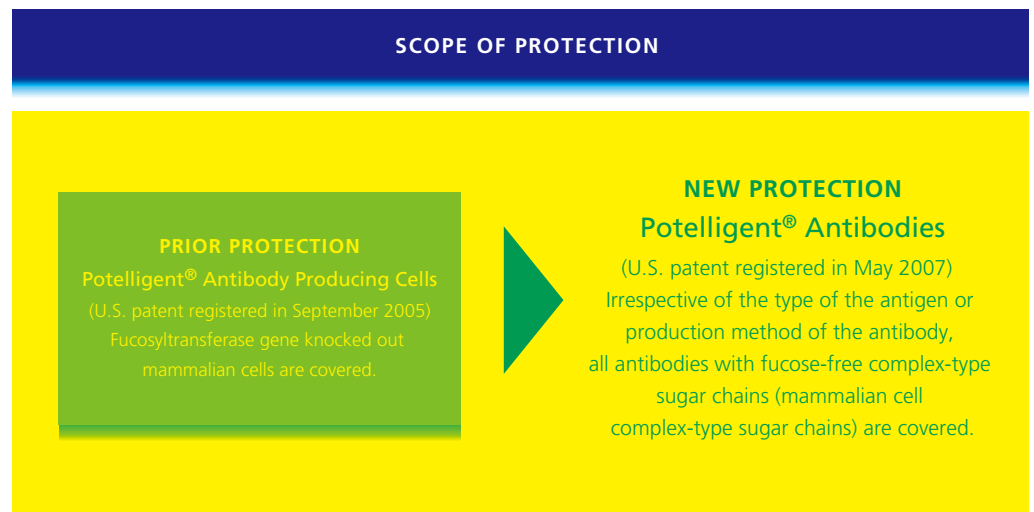 SCOPE OF PROTECTION
PRIOR PROTECTION
Potelligent® Antibody Producing Cells
(U.S. patent registered in September 2005)
Fucosyltransferase gene knocked out
mammalian cells are covered.
NEW PROTECTION
Potelligent® Antibodies
(U.S. patent registered in May 2007)
Irrespective of the type of the antigen or
production method of the antibody,
all antibodies with fucose-free complex-type
sugar chains (mammalian cell
complex-type sugar chains) are covered.